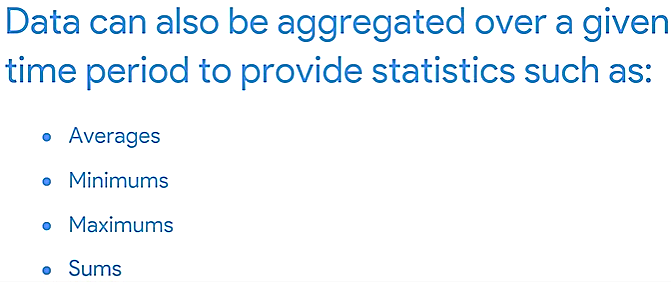 Data can also be aggregated over a given
time period to provide statistics such as:
• Averages
• Minimums
• Maximums
• Sums